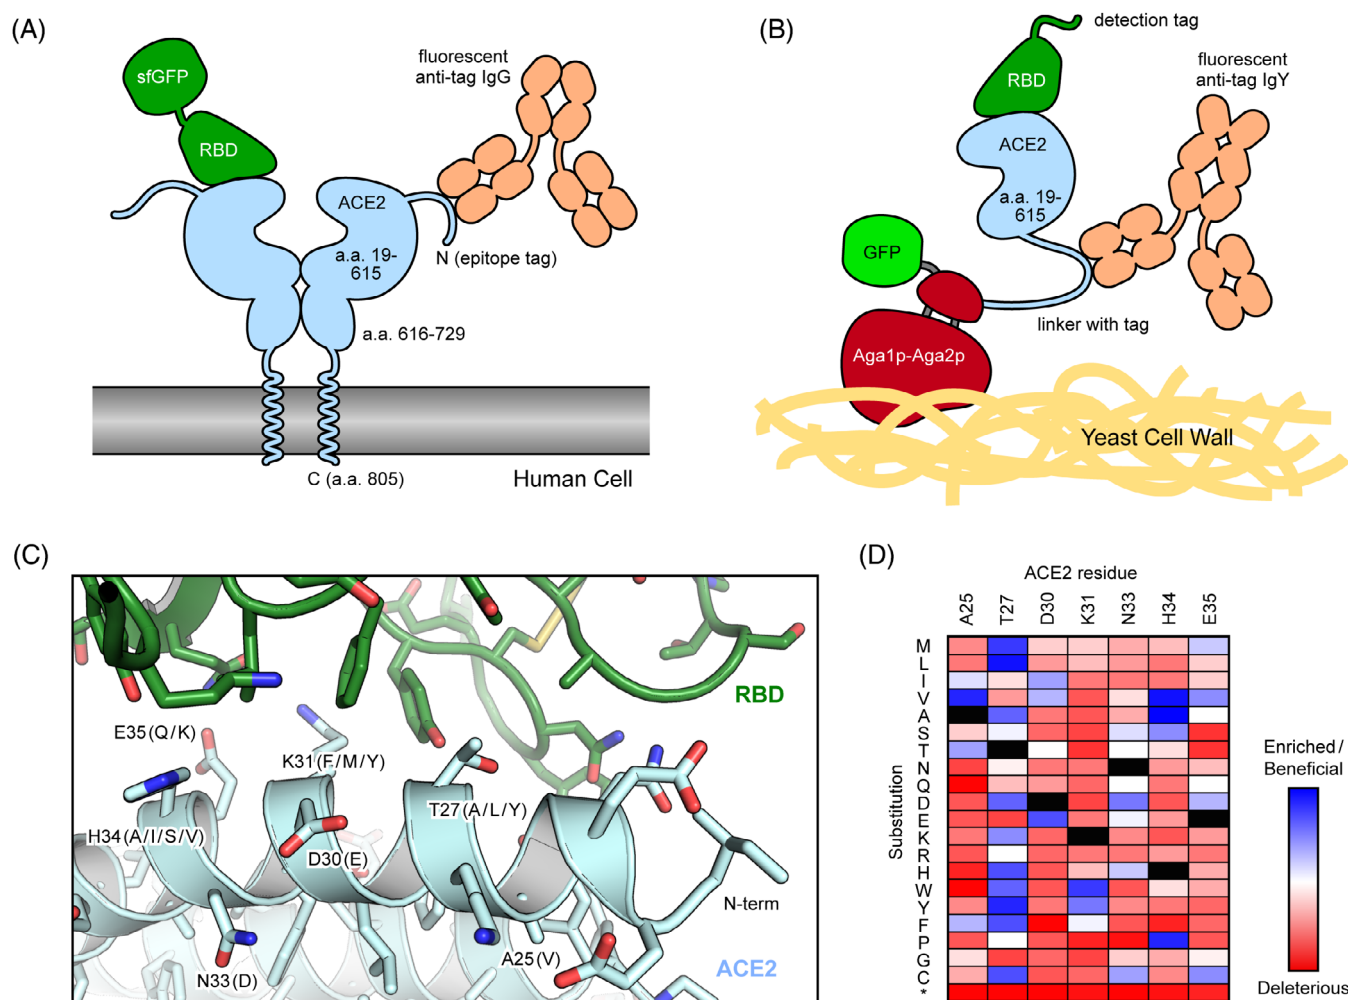 (A)
sfGFP
RBD
fluorescent
anti-tag IgG
ACE2
a.a. 19-
615
N (epitope tag)
a.a. 616-729
C (a.a. 805)
Human Cell
(B)
detection tag
RBD
fluorescent
anti-tag IgY
ACE2
a.a. 19-
615
GFP
linker with tag
Aga1p-Aga2p
Yeast Cell Wall
(C)
RBD
E35(Q/K)
K31(F/M/Y)
T27(A/L/Y)
H34(A/I/S/V)
D30(E)
N-term
A25(V)
N33(D)
ACE2
(D)
ACE2 residue
A25 T27 D30 K31 N33 H34 E35
Substitution
M
L
I
V
A
S
T
N
Q
D
E
K
R
H
W
Y
F
P
G
C
*
Enriched /
Beneficial
Deleterious